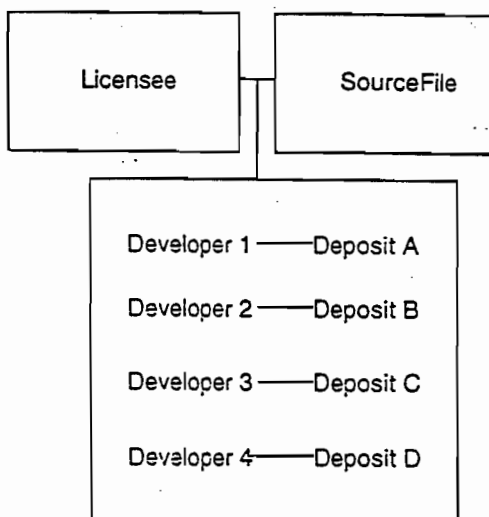 Licensee SourceFile
Developer 1 Deposit A
Developer 2 Deposit B
Developer 3 Deposit C
Developer 4 Deposit D